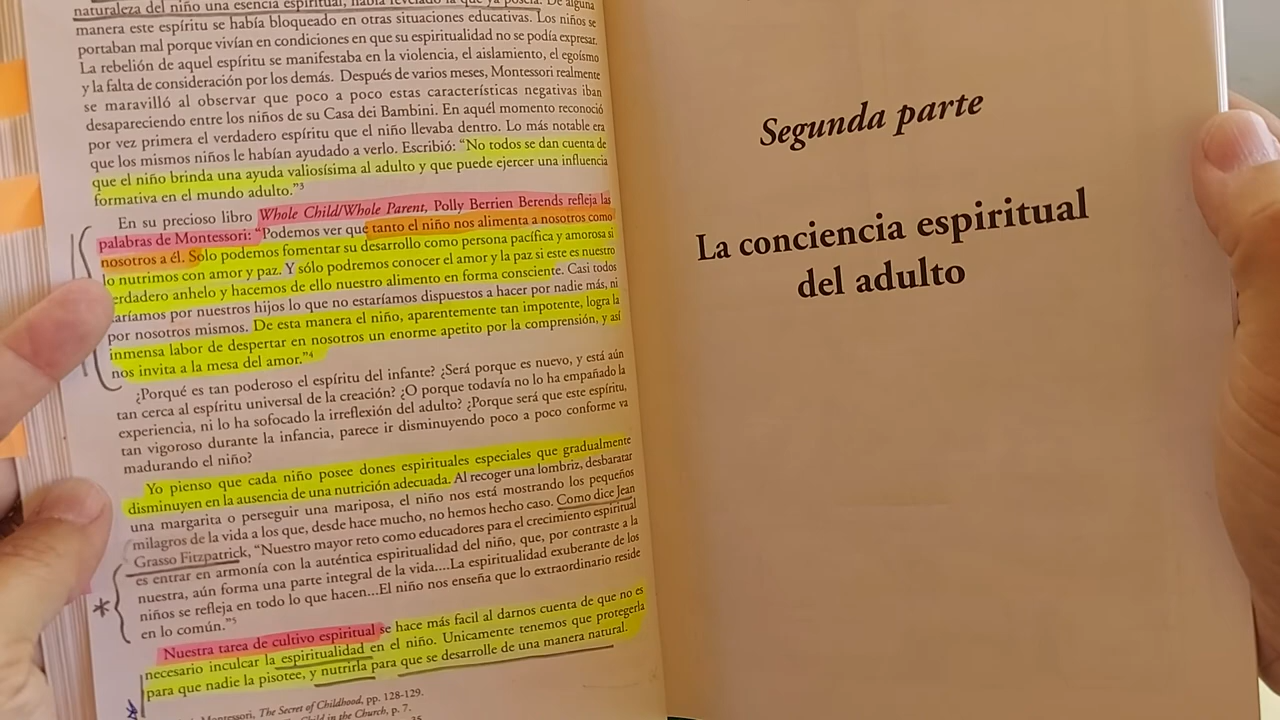 naturaleza del niño una esencia espiritual, había revelado la que ya poseía. De alguna
manera este espíritu se había bloqueado en otras situaciones educativas. Los niños se
portaban mal porque vivían en condiciones en que su espiritualidad no se podía expresar.
La rebelión de aquel espíritu se manifestaba en la violencia, el aislamiento, el egoísmo
y la falta de consideración por los demás. Después de varios meses, Montessori realmente
se maravilló al observar que poco a poco estas características negativas iban
desapareciendo entre los niños de su Casa dei Bambini. En aquél momento reconoció
por vez primera el verdadero espíritu que el niño llevaba dentro. Lo más notable era
que los mismos niños le habían ayudado a verlo. Escribió: “No todos se dan cuenta de
que el niño brinda una ayuda valiosísima al adulto y que puede ejercer una influencia
formativa en el mundo adulto.”3
En su precioso libro Whole Child/Whole Parent, Polly Berrien Berends refleja las
palabras de Montessori: “Podemos ver que tanto el niño nos alimenta a nosotros como
nosotros a él. Solo podemos fomentar su desarrollo como persona pacífica y amorosa si
lo nutrimos con amor y paz. Y sólo podremos conocer el amor y la paz si este es nuestro
erdadero anhelo y hacemos de ello nuestro alimento en forma consciente. Casi todos
aríamos por nuestros hijos lo que no estaríamos dispuestos a hacer por nadie más, ni
por nosotros mismos. De esta manera el niño, aparentemente tan impotente, logra la
inmensa labor de despertar en nosotros un enorme apetito por la comprensión, y así
nos invita a la mesa del amor.”4
¿Porqué es tan poderoso el espíritu del infante? ¿Será porque es nuevo, y está aún
tan cerca al espíritu universal de la creación? ¿O porque todavía no lo ha empañado la
experiencia, ni lo ha sofocado la irreflexión del adulto? ¿Porque será que este espíritu,
tan vigoroso durante la infancia, parece ir disminuyendo poco a poco conforme va
madurando el niño?
Yo pienso que cada niño posee dones espirituales especiales que gradualmente
disminuyen en la ausencia de una nutrición adecuada. Al recoger una lombriz, desbaratar
una margarita o perseguir una mariposa, el niño nos está mostrando los pequeños
milagros de la vida a los que, desde hace mucho, no hemos hecho caso. Como dice Jean
Grasso Fitzpatrick, “Nuestro mayor reto como educadores para el crecimiento espiritual
es entrar en armonía con la auténtica espiritualidad del niño, que, por contraste a la
nuestra, aún forma una parte integral de la vida....La espiritualidad exuberante de los
niños se refleja en todo lo que hacen...El niño nos enseña que lo extraordinario reside
en lo común.”5
Nuestra tarea de cultivo espiritual se hace más facil al darnos cuenta de que no es
necesario inculcar la espiritualidad en el niño. Unicamente tenemos que protegerla
para que nadie la pisotee, y nutrirla para que se desarrolle de una manera natural.
Montessori, The Secret of Childhood, pp. 128-129.
Child in the Church, p. 7.
Segunda parte
La conciencia espiritual
del adulto